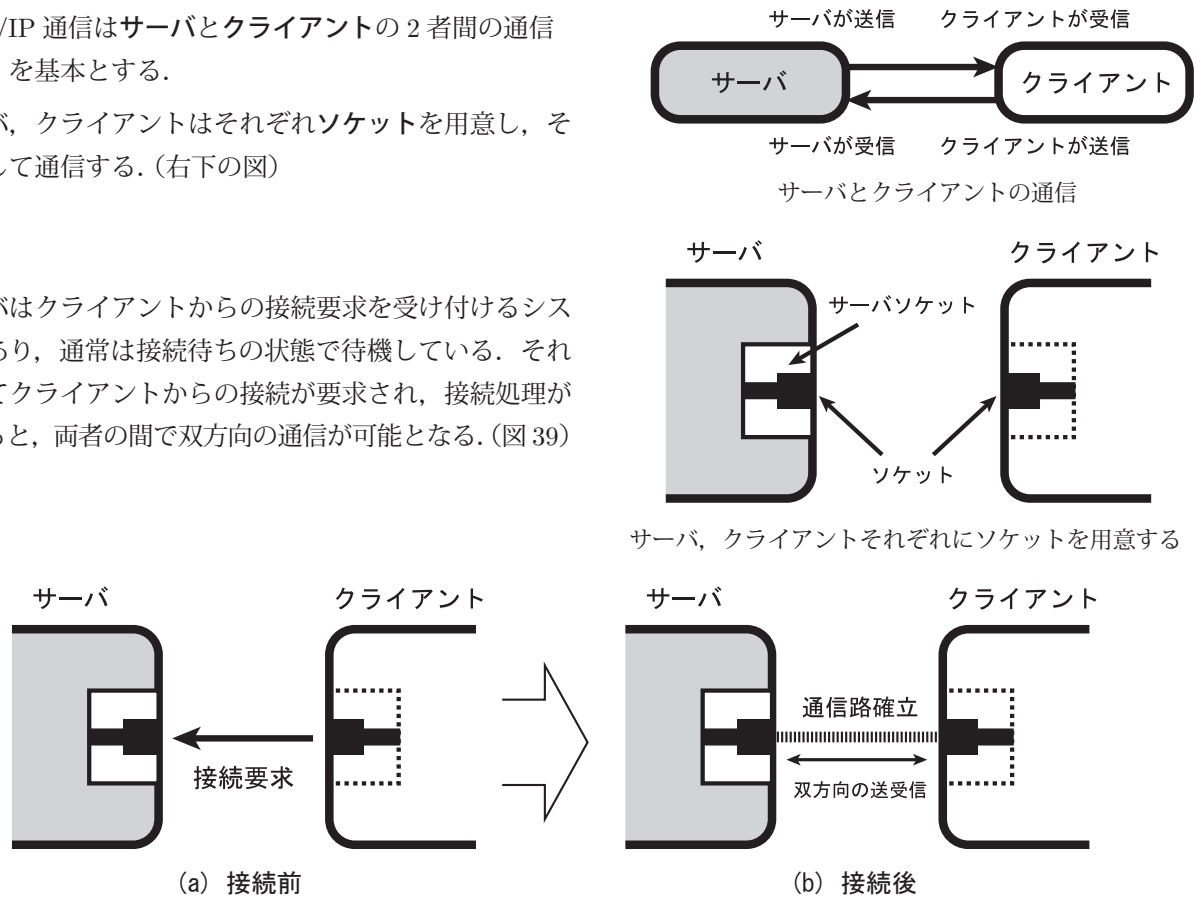 /IP 通信はサーバとクライアントの 2 者間の通信
を基本とする.
バ，クライアントはそれぞれソケットを用意し，そ
して通信する.（右下の図）
バはクライアントからの接続要求を受け付けるシス
あり，通常は接続待ちの状態で待機している．それ
てクライアントからの接続が要求され，接続処理が
ると，両者の間で双方向の通信が可能となる.（図 39）
サーバが送信　クライアントが受信
サーバ　クライアント
サーバが受信　クライアントが送信
サーバとクライアントの通信
サーバ　クライアント
サーバソケット
ソケット
サーバ，クライアントそれぞれにソケットを用意する
サーバ　クライアント
接続要求
(a) 接続前
サーバ　クライアント
通信路確立
双方向の送受信
(b) 接続後